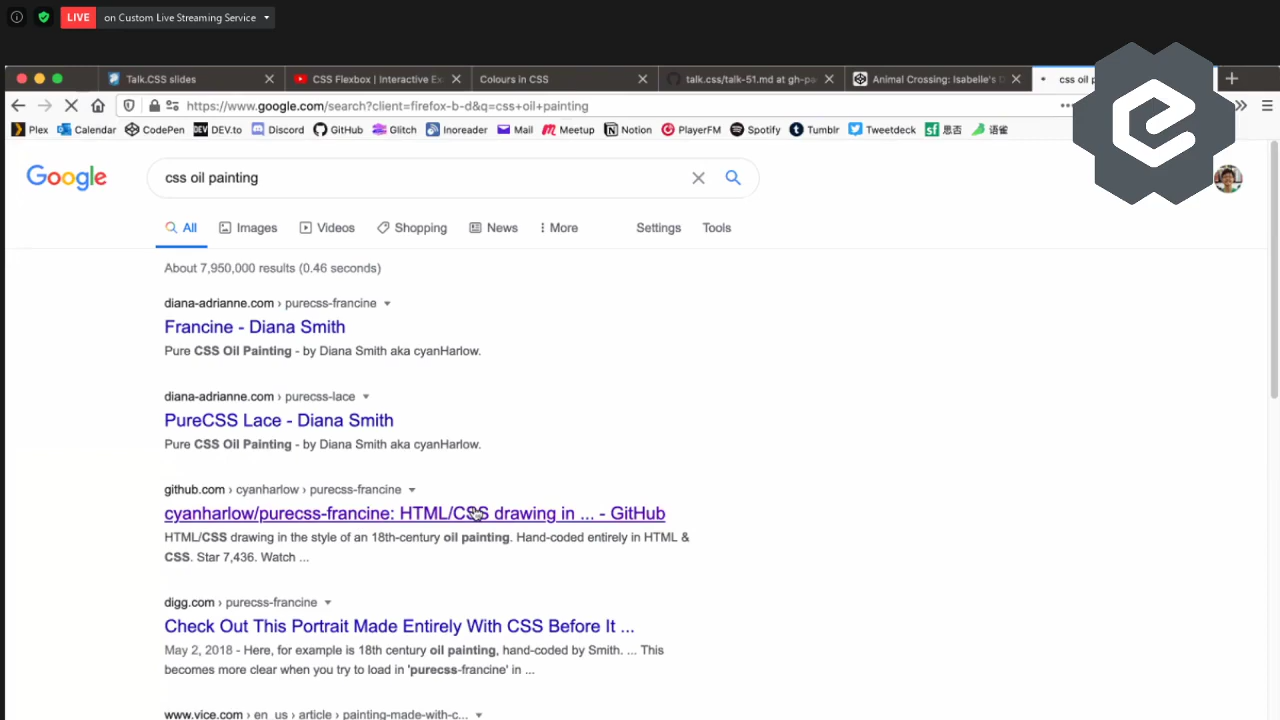 LIVE on Custom Live Streaming Service
Talk.CSS slides
CSS Flexbox | Interactive Ex
Colours in CSS
talk.css/talk-51.md at gh-pa
Animal Crossing: Isabelle's D
css oil p
https://www.google.com/search?client=firefox-b-d&q=css+oil+painting
Plex Calendar CodePen DEV.to Discord GitHub Glitch Inoreader Mail Meetup Notion PlayerFM Spotify Tumblr Tweetdeck 思否 语雀
Google
css oil painting
All Images Videos Shopping News More Settings Tools
About 7,950,000 results (0.46 seconds)
diana-adrianne.com › purecss-francine
Francine - Diana Smith
Pure CSS Oil Painting - by Diana Smith aka cyanHarlow.
diana-adrianne.com › purecss-lace
PureCSS Lace - Diana Smith
Pure CSS Oil Painting - by Diana Smith aka cyanHarlow.
github.com › cyanharlow › purecss-francine
cyanharlow/purecss-francine: HTML/CSS drawing in ... - GitHub
HTML/CSS drawing in the style of an 18th-century oil painting. Hand-coded entirely in HTML &
CSS. Star 7,436. Watch ...
digg.com › purecss-francine
Check Out This Portrait Made Entirely With CSS Before It ...
May 2, 2018 - Here, for example is 18th century oil painting, hand-coded by Smith. ... This
becomes more clear when you try to load in 'purecss-francine' in ...
www.vice.com › en_us › article › painting-made-with-c...